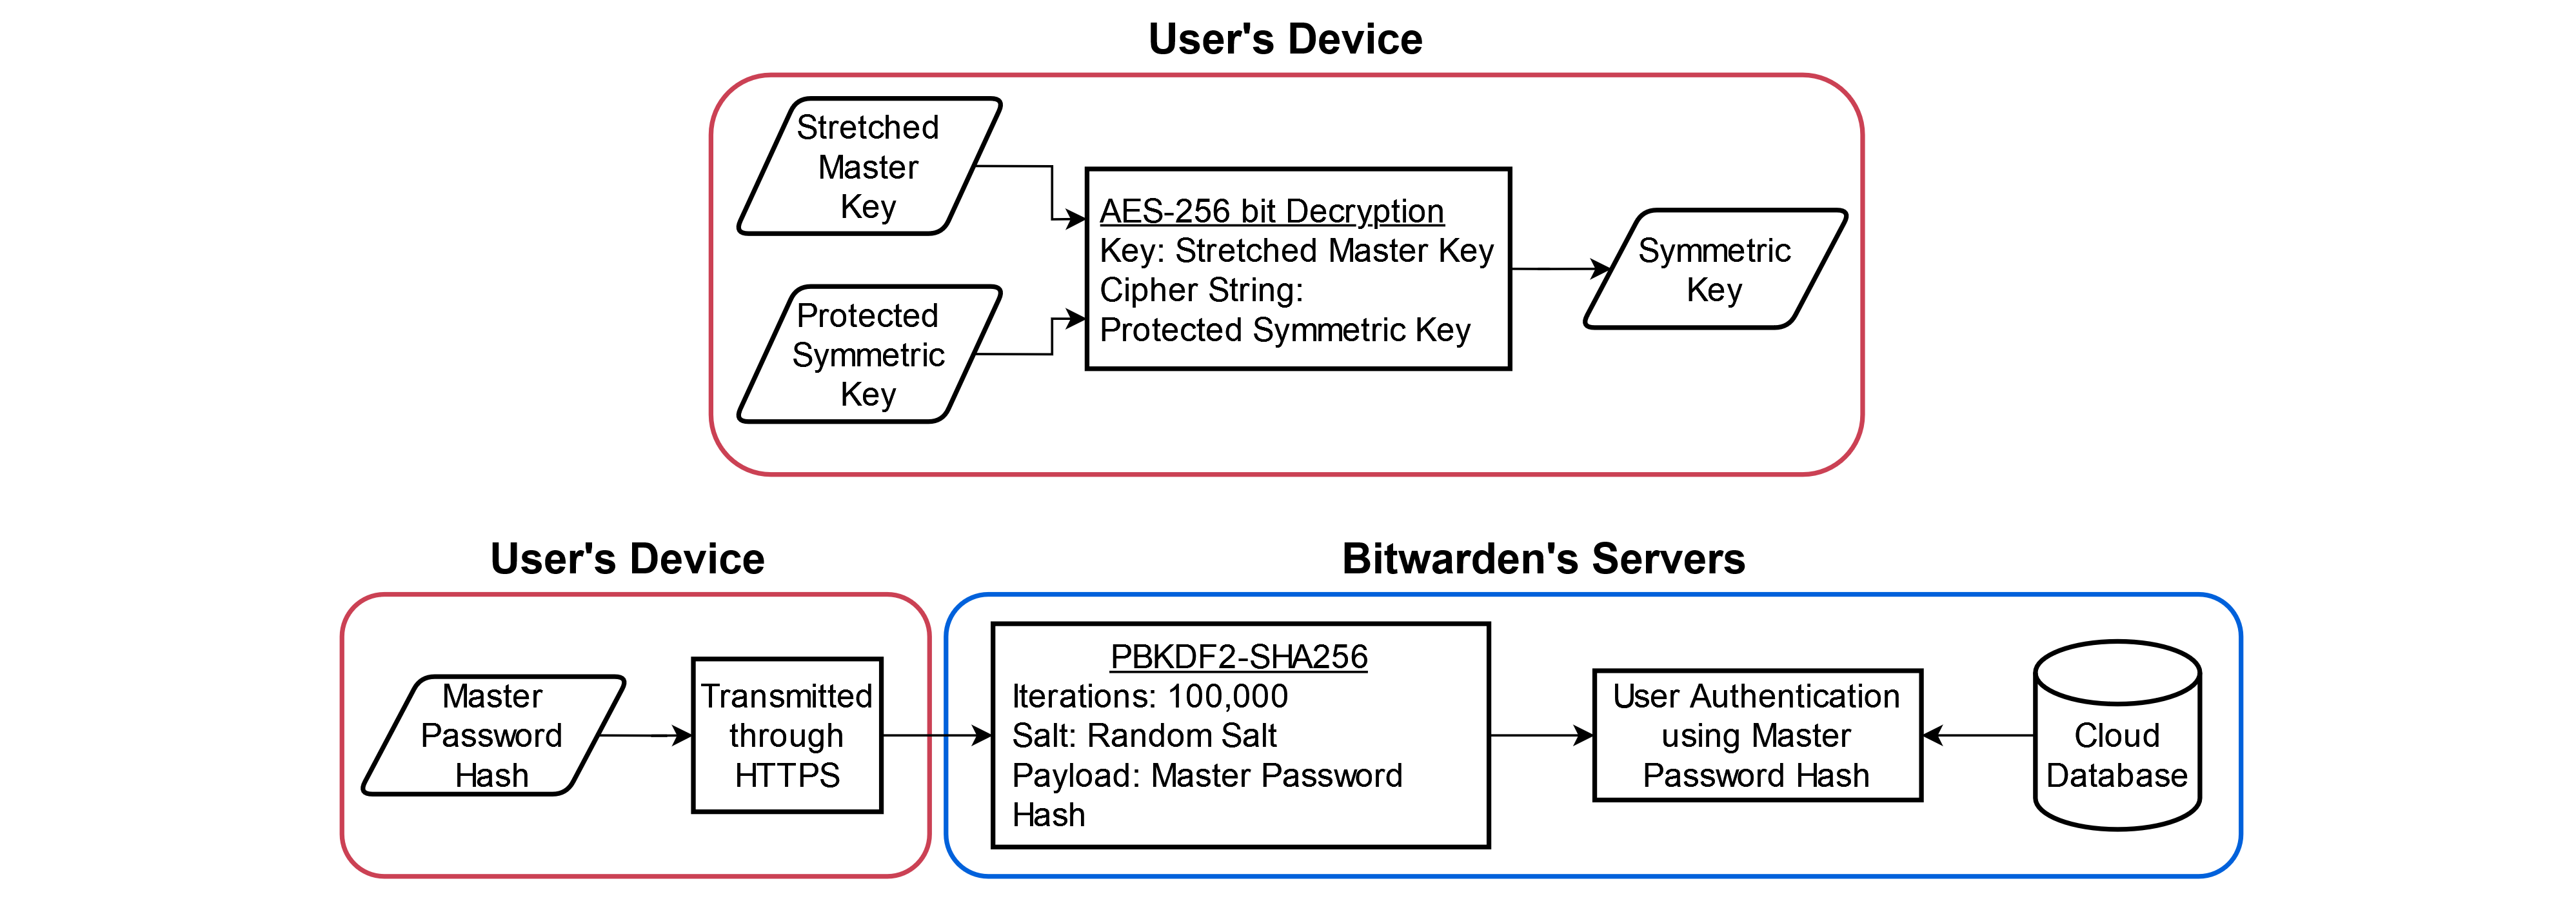 User's Device
Stretched
Master
Key
Protected
Symmetric
Key
AES-256 bit Decryption
Key: Stretched Master Key
Cipher String:
Protected Symmetric Key
Symmetric
Key
User's Device
Master
Password
Hash
Transmitted
through
HTTPS
Bitwarden's Servers
PBKDF2-SHA256
Iterations: 100,000
Salt: Random Salt
Payload: Master Password
Hash
User Authentication
using Master
Password Hash
Cloud
Database